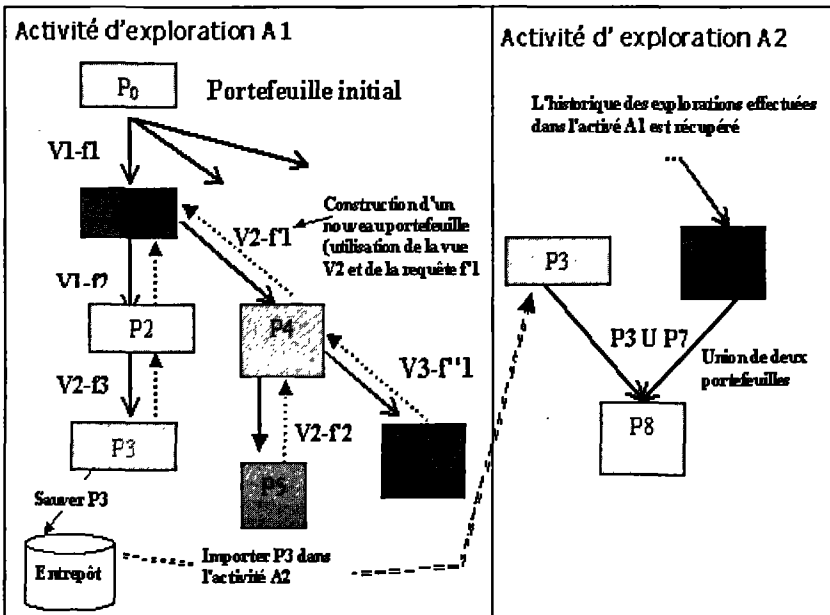 Activité d'exploration A1
P0
Portefeuille initial
V1-f1
Construction d'un
nouveau portefeuille
(utilisation de la vue
V2 et de la requête f'1
V2-f'1
V1-f2
P2
P4
V3-f''1
V2-f3
P3
V2-f'2
P5
Sauver P3
Entrepôt
Importer P3 dans
l'activité A2
Activité d' exploration A2
L'historique des explorations effectuées
dans l'activé A1 est récupéré
...
P3
P3 U P7
Union de deux
portefeuilles
P8